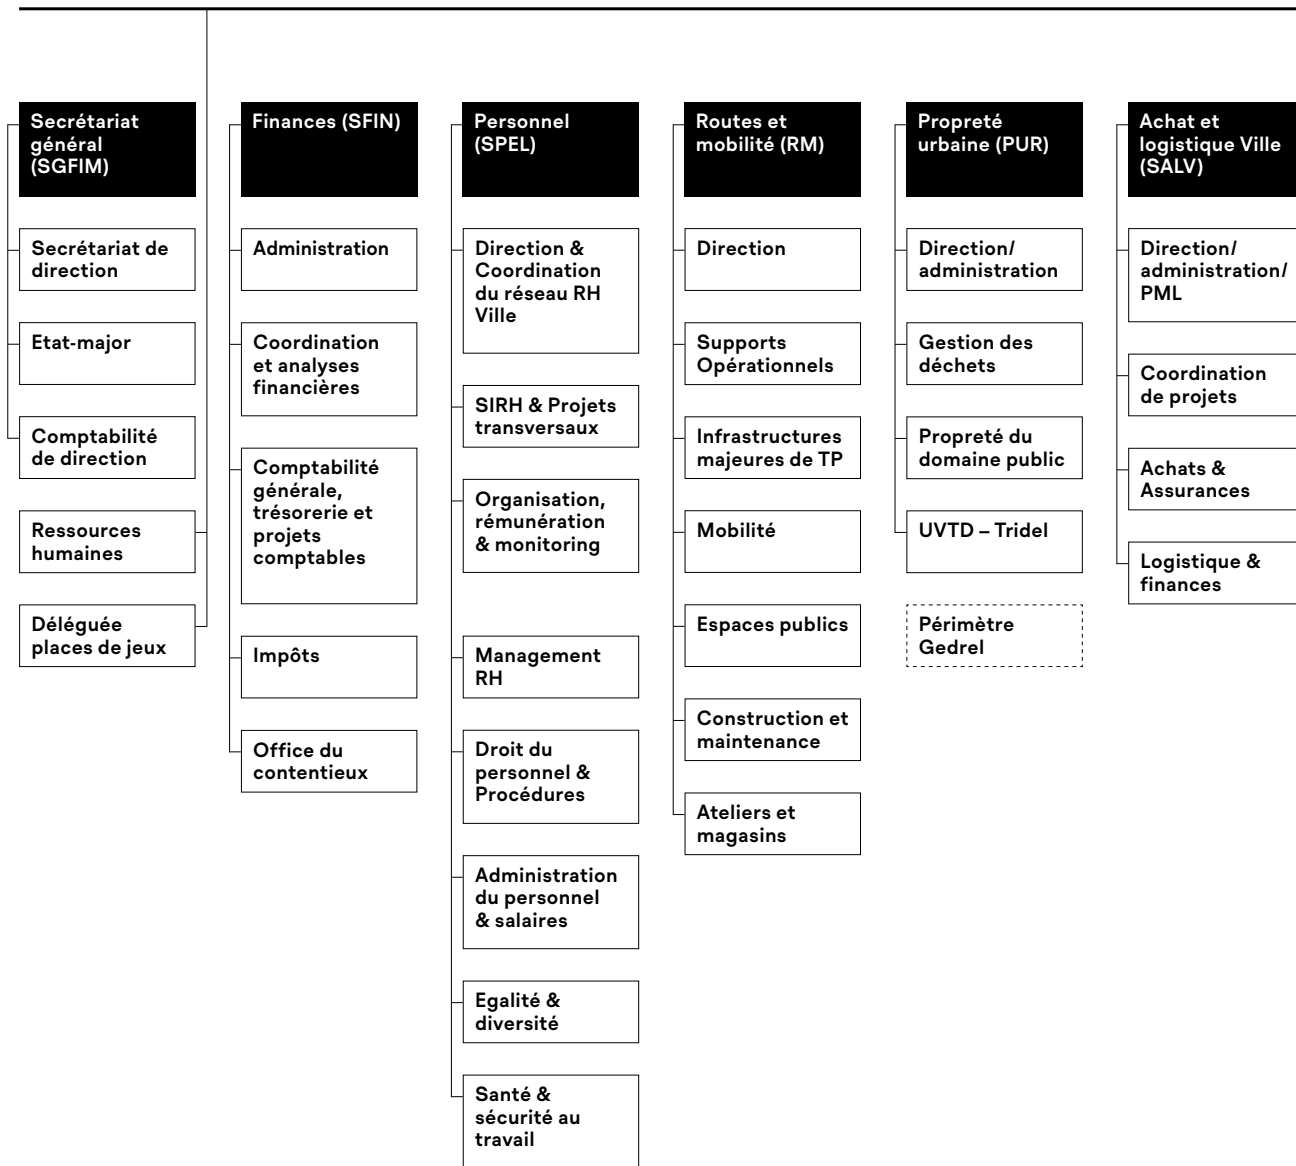 Secrétariat
général
(SGFIM)
Secrétariat de
direction
Etat-major
Comptabilité
de direction
Ressources
humaines
Déléguée
places de jeux
Finances (SFIN)
Administration
Coordination
et analyses
financières
Comptabilité
générale,
trésorerie et
projets
comptables
Impôts
Office du
contentieux
Personnel
(SPEL)
Direction &
Coordination
du réseau RH
Ville
SIRH & Projets
transversaux
Organisation,
rémunération
& monitoring
Management
RH
Droit du
personnel &
Procédures
Administration
du personnel
& salaires
Egalité &
diversité
Santé &
sécurité au
travail
Routes et
mobilité (RM)
Direction
Supports
Opérationnels
Infrastructures
majeures de TP
Mobilité
Espaces publics
Construction et
maintenance
Ateliers et
magasins
Propreté
urbaine (PUR)
Direction/
administration
Gestion des
déchets
Propreté du
domaine public
UVTD – Tridel
Périmètre
Gedrel
Achat et
logistique Ville
(SALV)
Direction/
administration/
PML
Coordination
de projets
Achats &
Assurances
Logistique &
finances